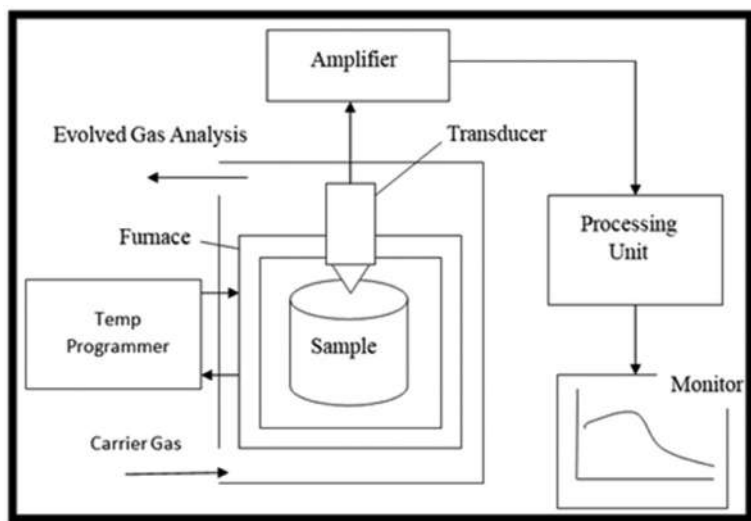 Amplifier
Evolved Gas Analysis
Transducer
Furnace
Processing
Unit
Temp
Programmer
Sample
Monitor
Carrier Gas